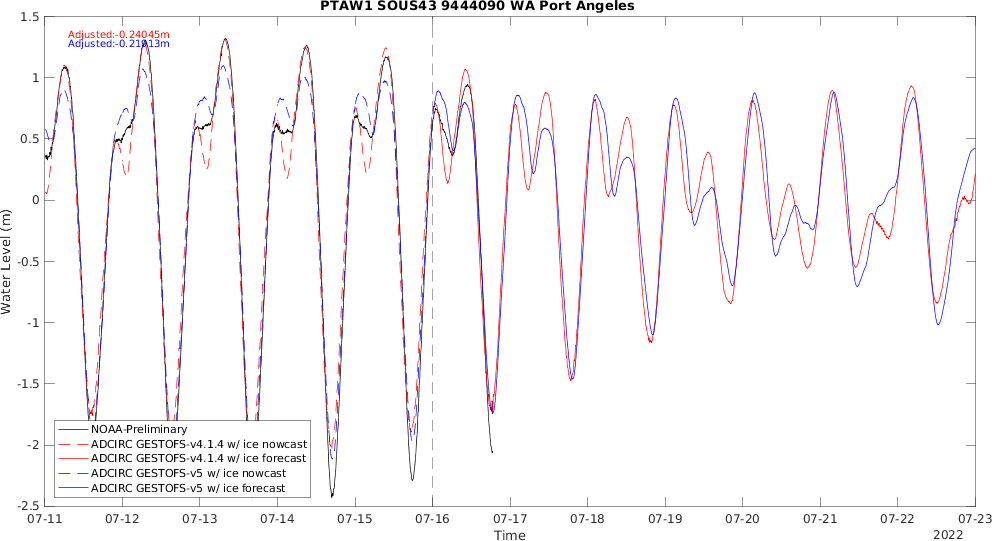 PTAW1 SOUS43 9444090 WA Port Angeles
Adjusted:-0.24045m
Water Level (m)
1.5
1
0.5
0
-0.5
-1
-1.5
-2
-2.5
NOAA-Preliminary
ADCIRC GESTOFS-v4.1.4 w/ ice nowcast
ADCIRC GESTOFS-v4.1.4 w/ ice forecast
ADCIRC GESTOFS-v5 w/ ice nowcast
ADCIRC GESTOFS-v5 w/ ice forecast
07-11 07-12 07-13 07-14 07-15 07-16 07-17 07-18 07-19 07-20 07-21 07-22 07-23
Time
2022